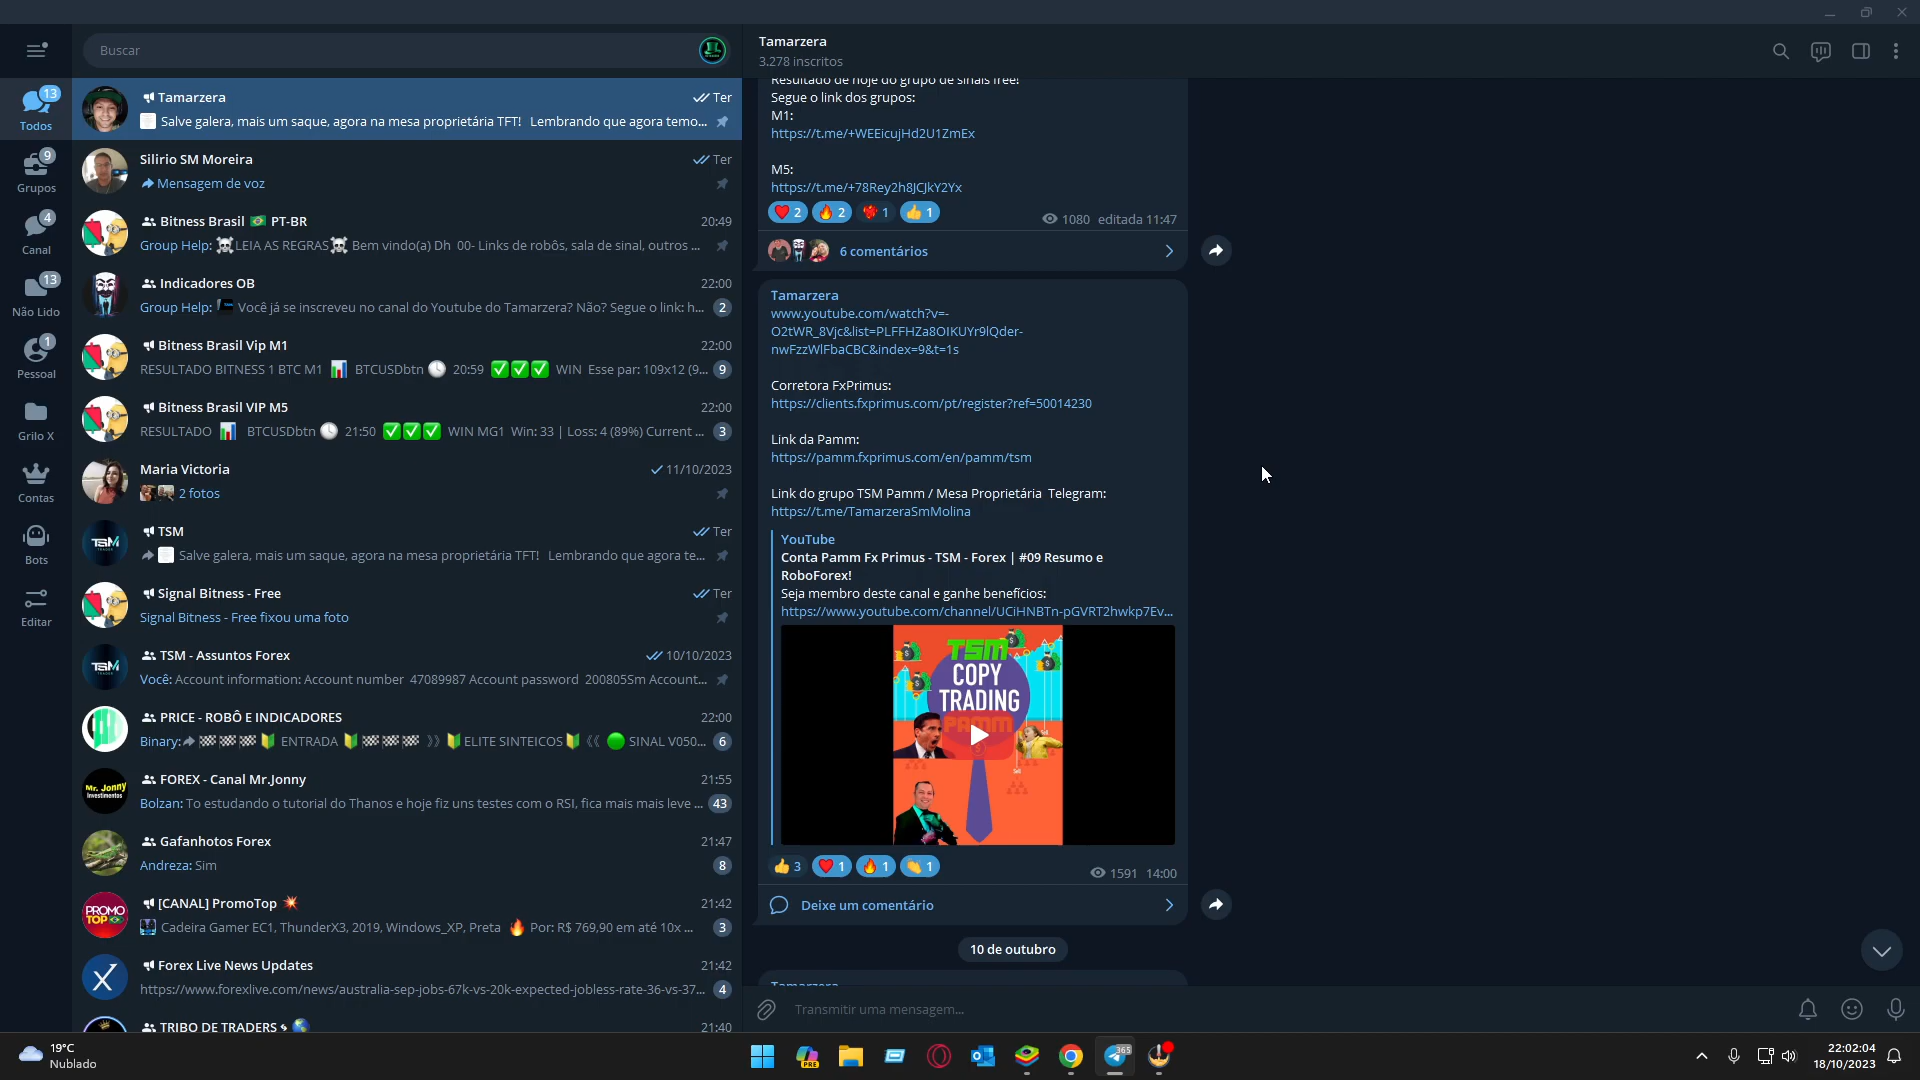 Buscar
13
Todos
9
Grupos
4
Canal
13
Não Lido
1
Pessoal
Grilo X
Contas
Bots
Editar
Tamarzera
Ter
Salve galera, mais um saque, agora na mesa proprietária TFT! Lembrando que agora temo...
Silirio SM Moreira
Ter
Mensagem de voz
Bitness Brasil 🇧🇷 PT-BR
20:49
Group Help: ☠️LEIA AS REGRAS☠️ Bem vindo(a) Dh 00- Links de robôs, sala de sinal, outros ...
Indicadores OB
22:00
Group Help: Você já se inscreveu no canal do Youtube do Tamarzera? Não? Segue o link: h...
2
Bitness Brasil Vip M1
22:00
RESULTADO BITNESS 1 BTC M1 📊 BTCUSDbtn 🕓 20:59 ✅✅✅ WIN Esse par: 109x12 (9...
9
Bitness Brasil VIP M5
22:00
RESULTADO 📊 BTCUSDbtn 🕓 21:50 ✅✅✅ WIN MG1 Win: 33 | Loss: 4 (89%) Current ...
3
Maria Victoria
11/10/2023
2 fotos
TSM
Ter
Salve galera, mais um saque, agora na mesa proprietária TFT! Lembrando que agora te...
Signal Bitness - Free
Ter
Signal Bitness - Free fixou uma foto
TSM - Assuntos Forex
10/10/2023
Você: Account information: Account number 47089987 Account password 200805Sm Account...
PRICE - ROBÔ E INDICADORES
22:00
Binary: 🏁🏁🏁🔰 ENTRADA 🔰🏁🏁🏁 》》🔰ELITE SINTEICOS🔰《《 🟢 SINAL V050...
6
FOREX - Canal Mr.Jonny
21:55
Bolzan: To estudando o tutorial do Thanos e hoje fiz uns testes com o RSI, fica mais mais leve ...
43
Gafanhotos Forex
21:47
Andreza: Sim
8
[CANAL] PromoTop 💥
21:42
Cadeira Gamer EC1, ThunderX3, 2019, Windows_XP, Preta 🔥 Por: R$ 769,90 em até 10x ...
3
Forex Live News Updates
21:42
https://www.forexlive.com/news/australia-sep-jobs-67k-vs-20k-expected-jobless-rate-36-vs-37...
4
TRIBO DE TRADERS 🌎
21:40
Tamarzera
3.278 inscritos
Resultado de hoje do grupo de sinais free!
Segue o link dos grupos:
M1:
https://t.me/+WEEicujHd2U1ZmEx
M5:
https://t.me/+78Rey2h8JCJkY2Yx
❤️ 2 🔥 2 ❤️‍🔥 1 👍 1
1080 editada 11:47
6 comentários
Tamarzera
www.youtube.com/watch?v=-
O2tWR_8Vjc&list=PLFFHZa8OIKUYr9lQder-
nwFzzWlFbaCBC&index=9&t=1s
Corretora FxPrimus:
https://clients.fxprimus.com/pt/register?ref=50014230
Link da Pamm:
https://pamm.fxprimus.com/en/pamm/tsm
Link do grupo TSM Pamm / Mesa Proprietária Telegram:
https://t.me/TamarzeraSmMolina
YouTube
Conta Pamm Fx Primus - TSM - Forex | #09 Resumo e
RoboForex!
Seja membro deste canal e ganhe benefícios:
https://www.youtube.com/channel/UCiHNBTn-pGVRT2hwkp7Ev...
TSM
COPY
TRADING
PAMM
👍 3 ❤️ 1 🔥 1 👏 1
1591 14:00
Deixe um comentário
10 de outubro
Tamarzera
Transmitir uma mensagem...
19°C
Nublado
PRE
365
22:02:04
18/10/2023